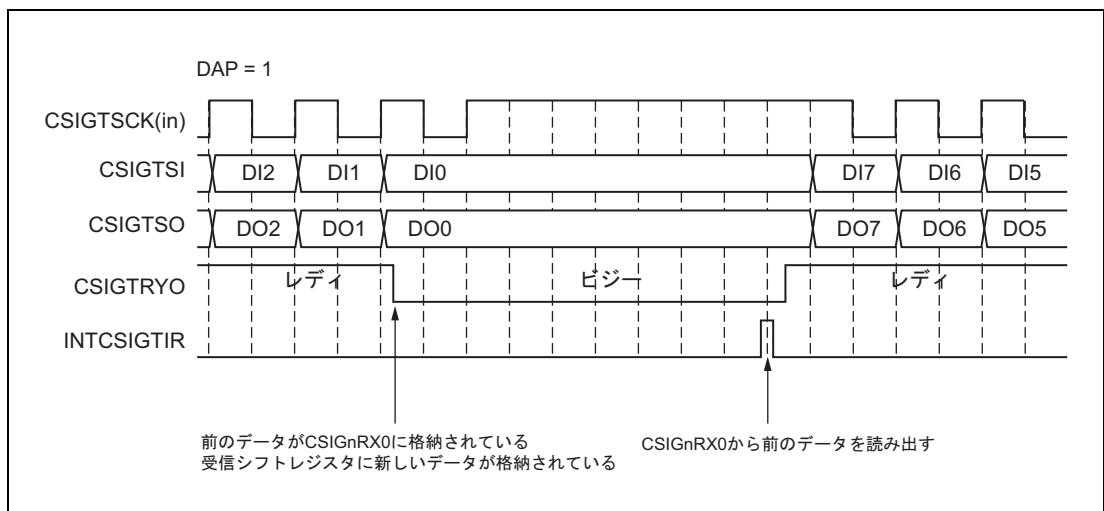 DAP = 1
CSIGTSCK(in)
CSIGTSI DI2 DI1 DI0 DI7 DI6 DI5
CSIGTSO DO2 DO1 DO0 DO7 DO6 DO5
CSIGTRYO レディ ビジー レディ
INTCSIGTIR
前のデータがCSIGnRX0に格納されている
受信シフトレジスタに新しいデータが格納されている
CSIGnRX0から前のデータを読み出す